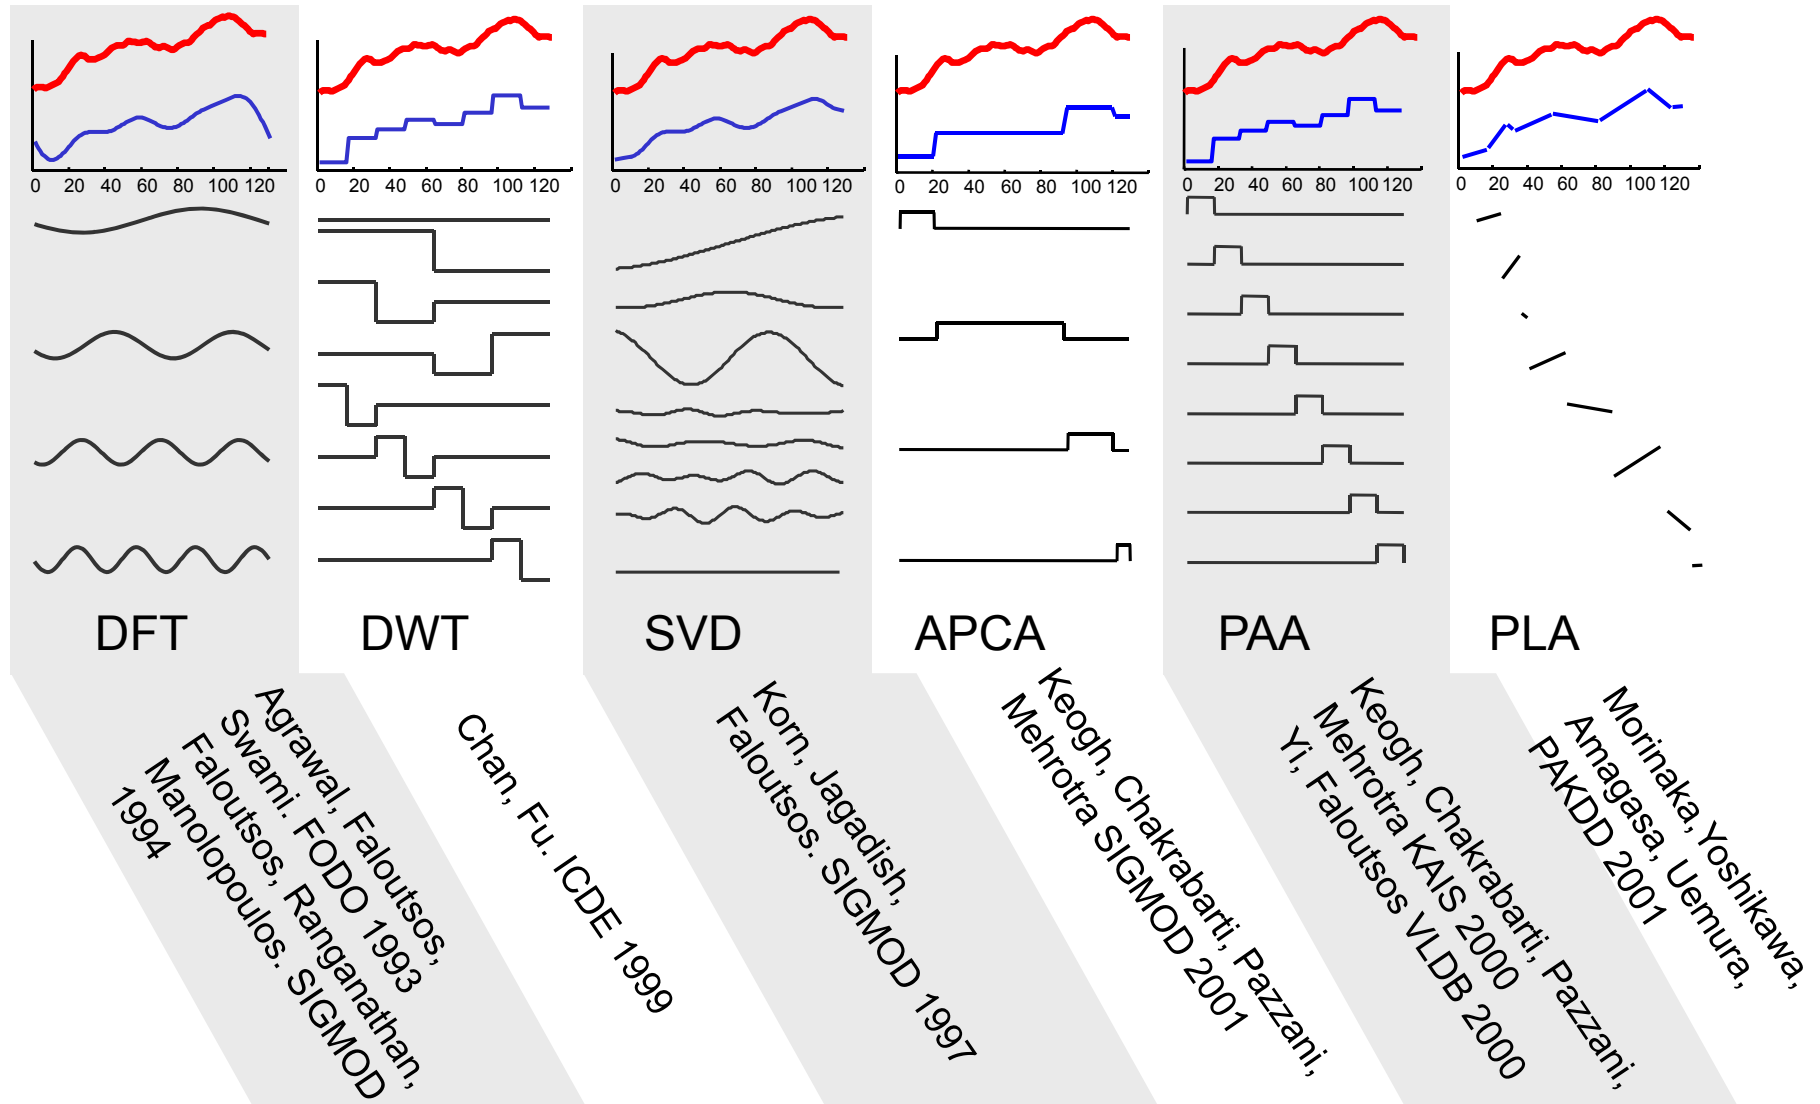 0 20 40 60 80 100 120
0 20 40 60 80 100 120
0 20 40 60 80 100 120
0 20 40 60 80 100 120
0 20 40 60 80 100 120
0 20 40 60 80 100 120
DFT
DWT
SVD
APCA
PAA
PLA
Agrawal, Faloutsos,
Swami. FODO 1993
Faloutsos, Ranganathan,
Manolopoulos. SIGMOD
1994
Chan, Fu. ICDE 1999
Korn, Jagadish,
Faloutsos. SIGMOD 1997
Keogh, Chakrabarti, Pazzani,
Mehrotra SIGMOD 2001
Keogh, Chakrabarti, Pazzani,
Mehrotra KAIS 2000
Yi, Faloutsos VLDB 2000
Morinaka, Yoshikawa,
Amagasa, Uemura,
PAKDD 2001